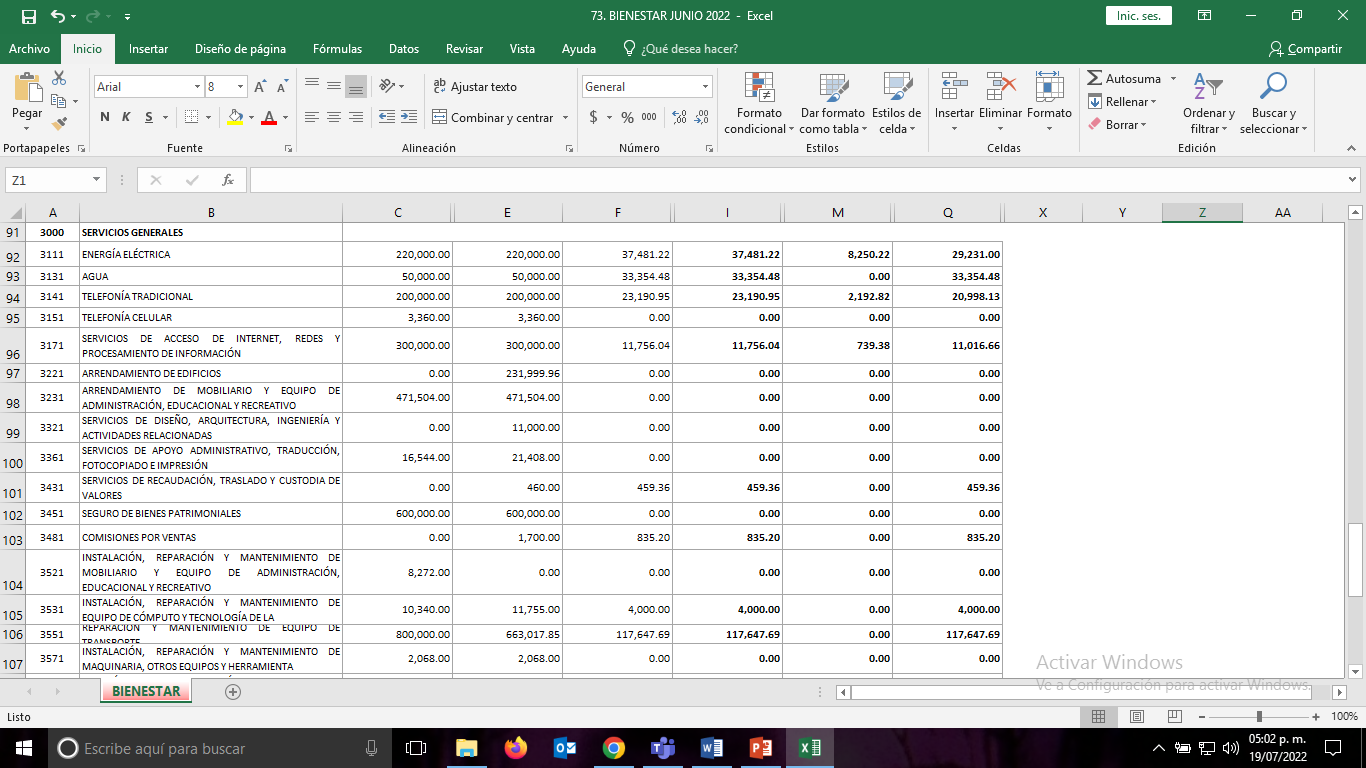 73. BIENESTAR JUNIO 2022 - Excel
Inic. ses.
Archivo Inicio Insertar Diseño de página Fórmulas Datos Revisar Vista Ayuda ¿Qué desea hacer? Compartir
Arial 8 Ajustar texto General Autosuma
Pegar Formato condicional Dar formato como tabla Estilos de celda Insertar Eliminar Formato Rellenar Ordenar y filtrar Buscar y seleccionar
N K S Combinar y centrar $ % 000 Borrar
Portapapeles Fuente Alineación Número Estilos Celdas Edición
Z1 fx
A B C E F I M Q X Y Z AA
91 3000 SERVICIOS GENERALES
92 3111 ENERGÍA ELÉCTRICA 220,000.00 220,000.00 37,481.22 37,481.22 8,250.22 29,231.00
93 3131 AGUA 50,000.00 50,000.00 33,354.48 33,354.48 0.00 33,354.48
94 3141 TELEFONÍA TRADICIONAL 200,000.00 200,000.00 23,190.95 23,190.95 2,192.82 20,998.13
95 3151 TELEFONÍA CELULAR 3,360.00 3,360.00 0.00 0.00 0.00 0.00
96 3171 SERVICIOS DE ACCESO DE INTERNET, REDES Y
PROCESAMIENTO DE INFORMACIÓN 300,000.00 300,000.00 11,756.04 11,756.04 739.38 11,016.66
97 3221 ARRENDAMIENTO DE EDIFICIOS 0.00 231,999.96 0.00 0.00 0.00 0.00
98 3231 ARRENDAMIENTO DE MOBILIARIO Y EQUIPO DE
ADMINISTRACIÓN, EDUCACIONAL Y RECREATIVO 471,504.00 471,504.00 0.00 0.00 0.00 0.00
99 3321 SERVICIOS DE DISEÑO, ARQUITECTURA, INGENIERÍA Y
ACTIVIDADES RELACIONADAS 0.00 11,000.00 0.00 0.00 0.00 0.00
100 3361 SERVICIOS DE APOYO ADMINISTRATIVO, TRADUCCIÓN,
FOTOCOPIADO E IMPRESIÓN 16,544.00 21,408.00 0.00 0.00 0.00 0.00
101 3431 SERVICIOS DE RECAUDACIÓN, TRASLADO Y CUSTODIA DE
VALORES 0.00 460.00 459.36 459.36 0.00 459.36
102 3451 SEGURO DE BIENES PATRIMONIALES 600,000.00 600,000.00 0.00 0.00 0.00 0.00
103 3481 COMISIONES POR VENTAS 0.00 1,700.00 835.20 835.20 0.00 835.20
104 3521 INSTALACIÓN, REPARACIÓN Y MANTENIMIENTO DE
MOBILIARIO Y EQUIPO DE ADMINISTRACIÓN,
EDUCACIONAL Y RECREATIVO 8,272.00 0.00 0.00 0.00 0.00 0.00
105 3531 INSTALACIÓN, REPARACIÓN Y MANTENIMIENTO DE
EQUIPO DE CÓMPUTO Y TECNOLOGÍA DE LA 10,340.00 11,755.00 4,000.00 4,000.00 0.00 4,000.00
106 3551 REPARACIÓN Y MANTENIMIENTO DE EQUIPO DE
TRANSPORTE 800,000.00 663,017.85 117,647.69 117,647.69 0.00 117,647.69
107 3571 INSTALACIÓN, REPARACIÓN Y MANTENIMIENTO DE
MAQUINARIA, OTROS EQUIPOS Y HERRAMIENTA 2,068.00 2,068.00 0.00 0.00 0.00 0.00
Activar Windows
Ve a Configuración para activar Windows.
BIENESTAR
Listo 100%
Escribe aquí para buscar
05:02 p. m.
19/07/2022